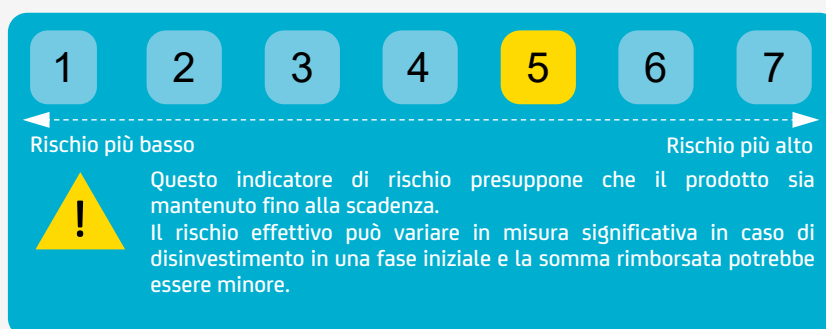 1 2 3 4 5 6 7
Rischio più basso Rischio più alto
!
Questo indicatore di rischio presuppone che il prodotto sia
mantenuto fino alla scadenza.
Il rischio effettivo può variare in misura significativa in caso di
disinvestimento in una fase iniziale e la somma rimborsata potrebbe
essere minore.